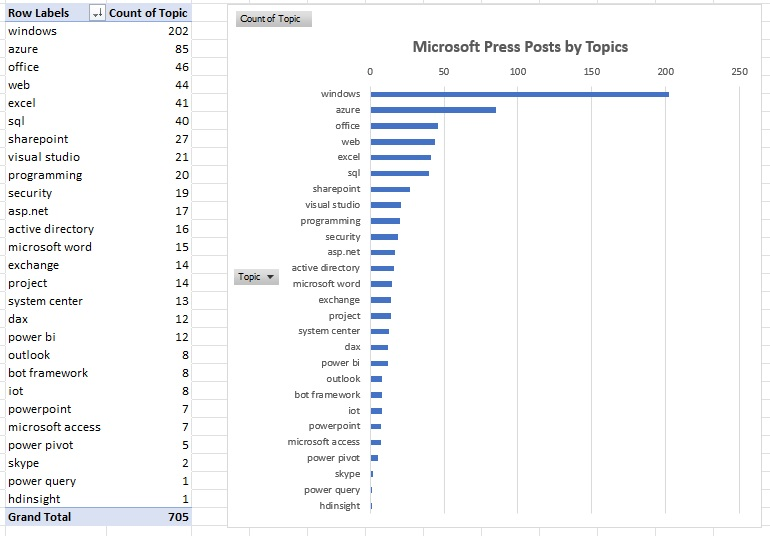 Row Labels Count of Topic
windows 202
azure 85
office 46
web 44
excel 41
sql 40
sharepoint 27
visual studio 21
programming 20
security 19
asp.net 17
active directory 16
microsoft word 15
exchange 14
project 14
system center 13
dax 12
power bi 12
outlook 8
bot framework 8
iot 8
powerpoint 7
microsoft access 7
power pivot 5
skype 2
power query 1
hdinsight 1
Grand Total 705
Count of Topic
Microsoft Press Posts by Topics
0 50 100 150 200 250
windows
azure
office
web
excel
sql
sharepoint
visual studio
programming
security
asp.net
active directory
Topic
microsoft word
exchange
project
system center
dax
power bi
outlook
bot framework
iot
powerpoint
microsoft access
power pivot
skype
power query
hdinsight